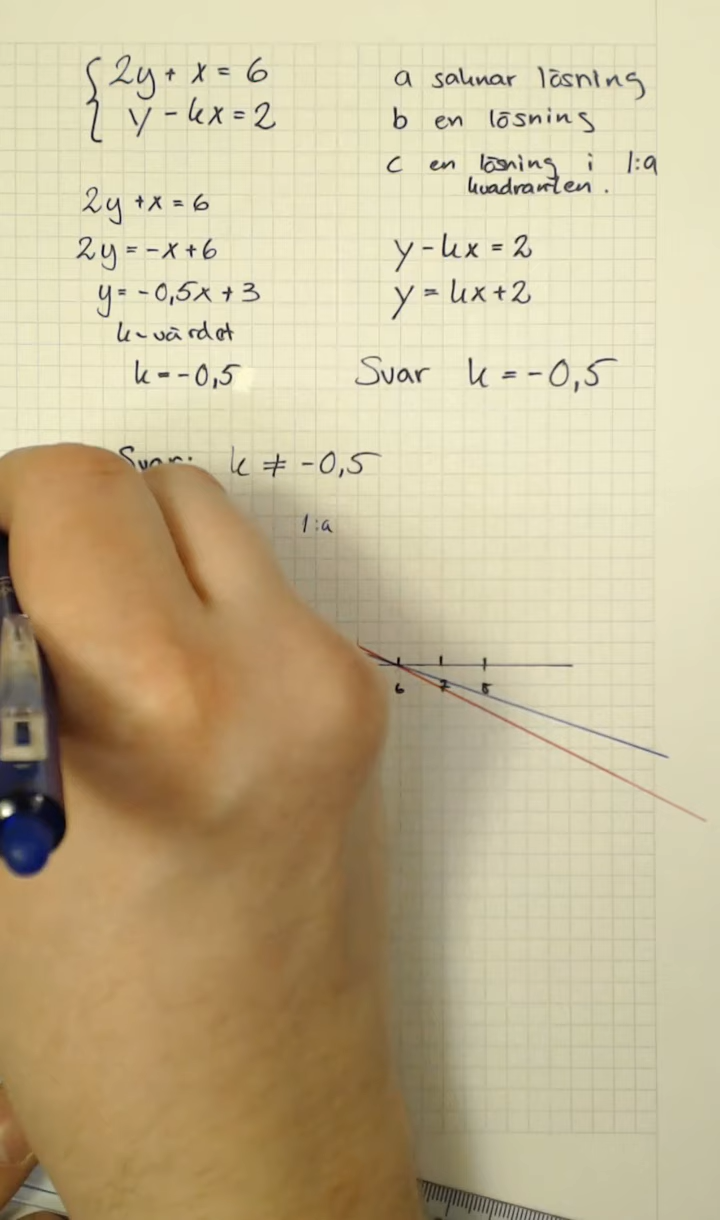 2y + x = 6
y - kx = 2
a saknar lösning
b en lösning
c en lösning i 1:a
kvadranten.
2y + x = 6
2y = -x + 6
y = -0,5x + 3
k-värdet
k = -0,5
y - kx = 2
y = kx + 2
Svar k = -0,5
Svar: k ≠ -0,5
1:a
6 7 8